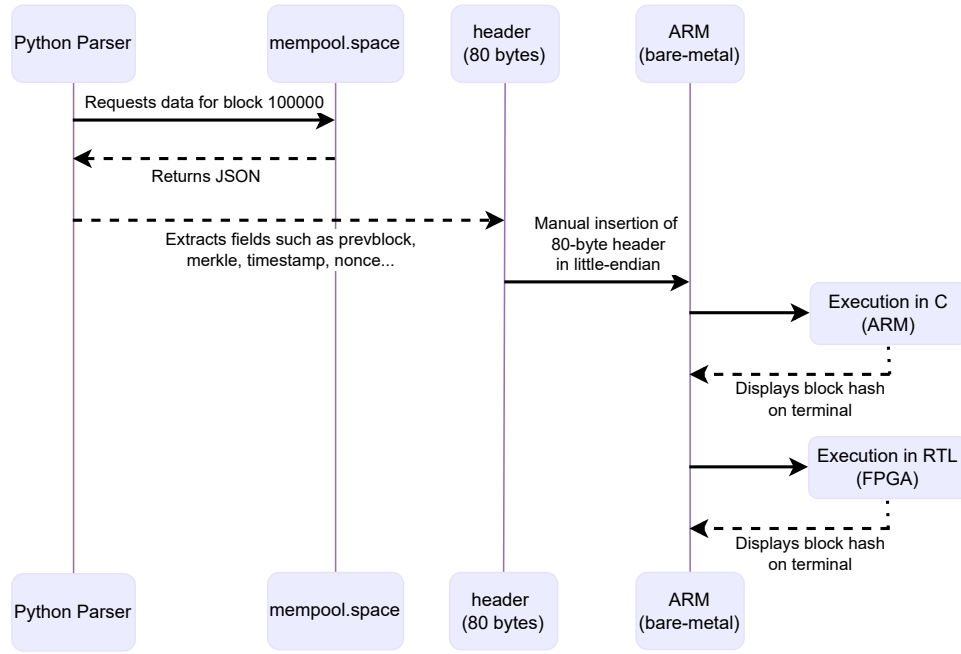 Python Parser
mempool.space
header
(80 bytes)
ARM
(bare-metal)
Requests data for block 100000
Returns JSON
Extracts fields such as prevblock,
merkle, timestamp, nonce...
Manual insertion of
80-byte header
in little-endian
Execution in C
(ARM)
Displays block hash
on terminal
Execution in RTL
(FPGA)
Displays block hash
on terminal
Python Parser
mempool.space
header
(80 bytes)
ARM
(bare-metal)